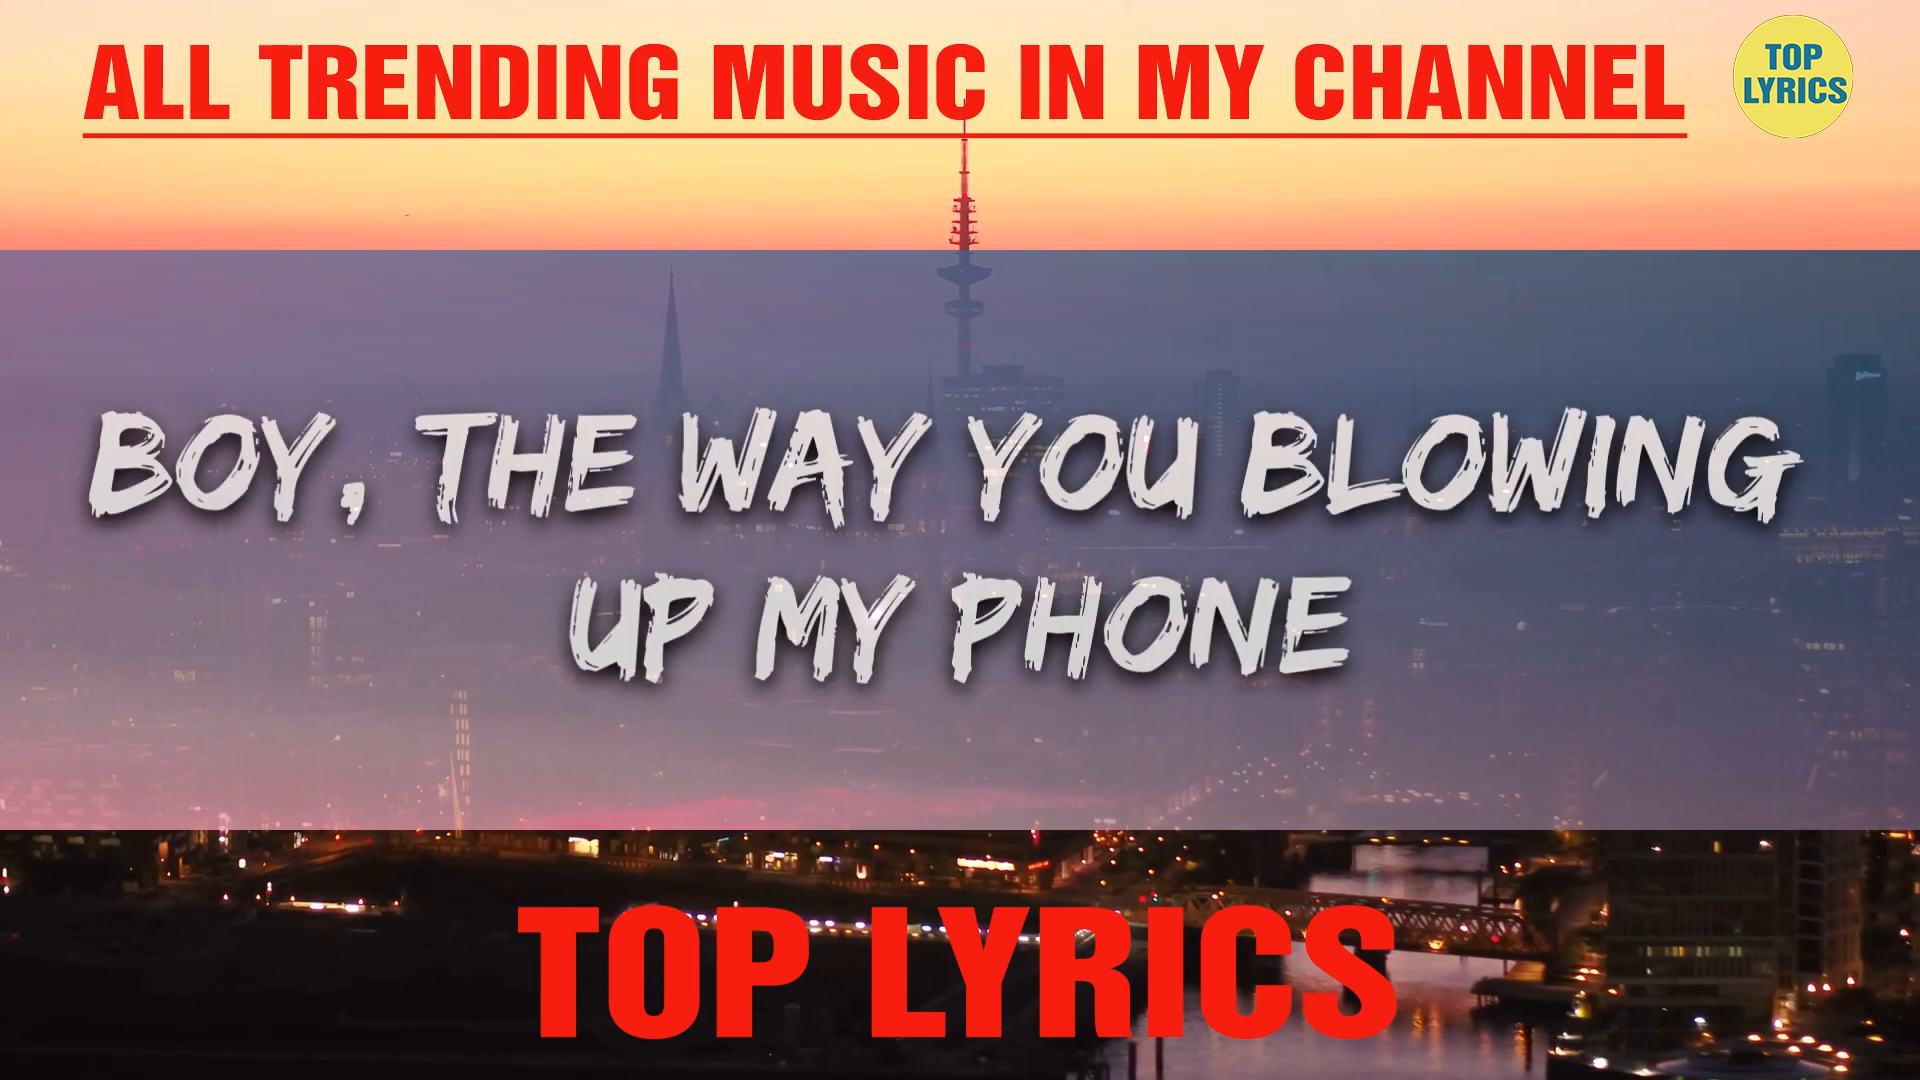 ALL TRENDING MUSIC IN MY CHANNEL
TOP
LYRICS
BOY, THE WAY YOU BLOWING
UP MY PHONE
TOP LYRICS